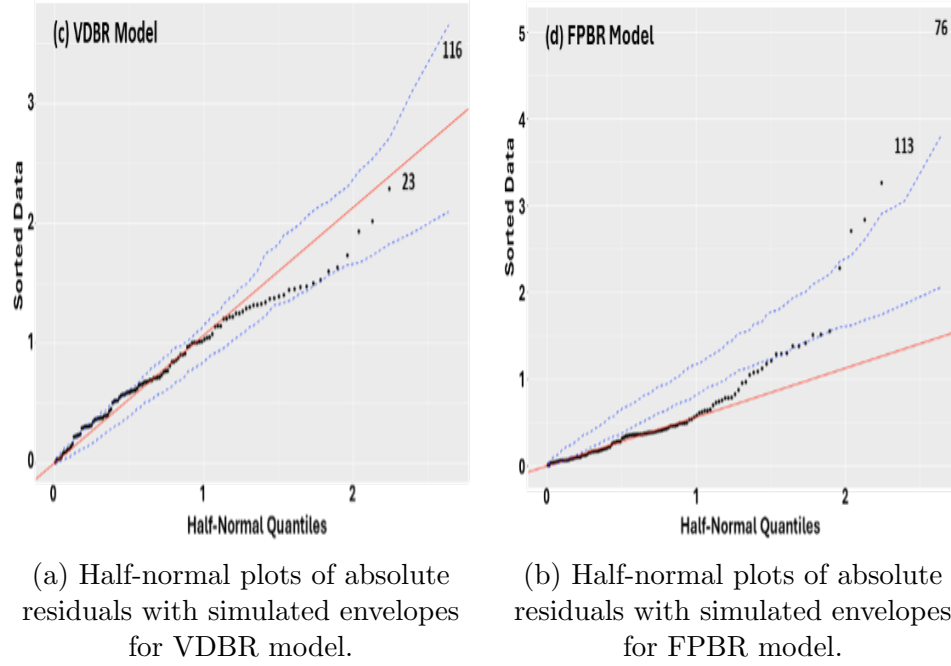 (c) VDBR Model
116
3
23
2
1
0
Sorted Data
0
1
2
Half-Normal Quantiles
(a) Half-normal plots of absolute
residuals with simulated envelopes
for VDBR model.
(d) FPBR Model
76
5
4
113
3
2
1
0
Sorted Data
0
1
2
Half-Normal Quantiles
(b) Half-normal plots of absolute
residuals with simulated envelopes
for FPBR model.